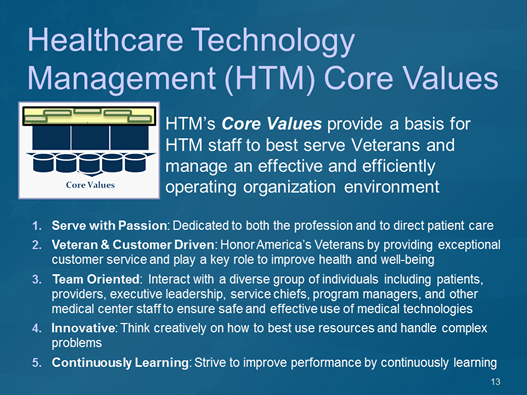 Healthcare Technology
Management (HTM) Core Values
Core Values
HTM's Core Values provide a basis for
HTM staff to best serve Veterans and
manage an effective and efficiently
operating organization environment
1. Serve with Passion: Dedicated to both the profession and to direct patient care
2. Veteran & Customer Driven: Honor America's Veterans by providing exceptional
customer service and play a key role to improve health and well-being
3. Team Oriented: Interact with a diverse group of individuals including patients,
providers, executive leadership, service chiefs, program managers, and other
medical center staff to ensure safe and effective use of medical technologies
4. Innovative: Think creatively on how to best use resources and handle complex
problems
5. Continuously Learning: Strive to improve performance by continuously learning
13